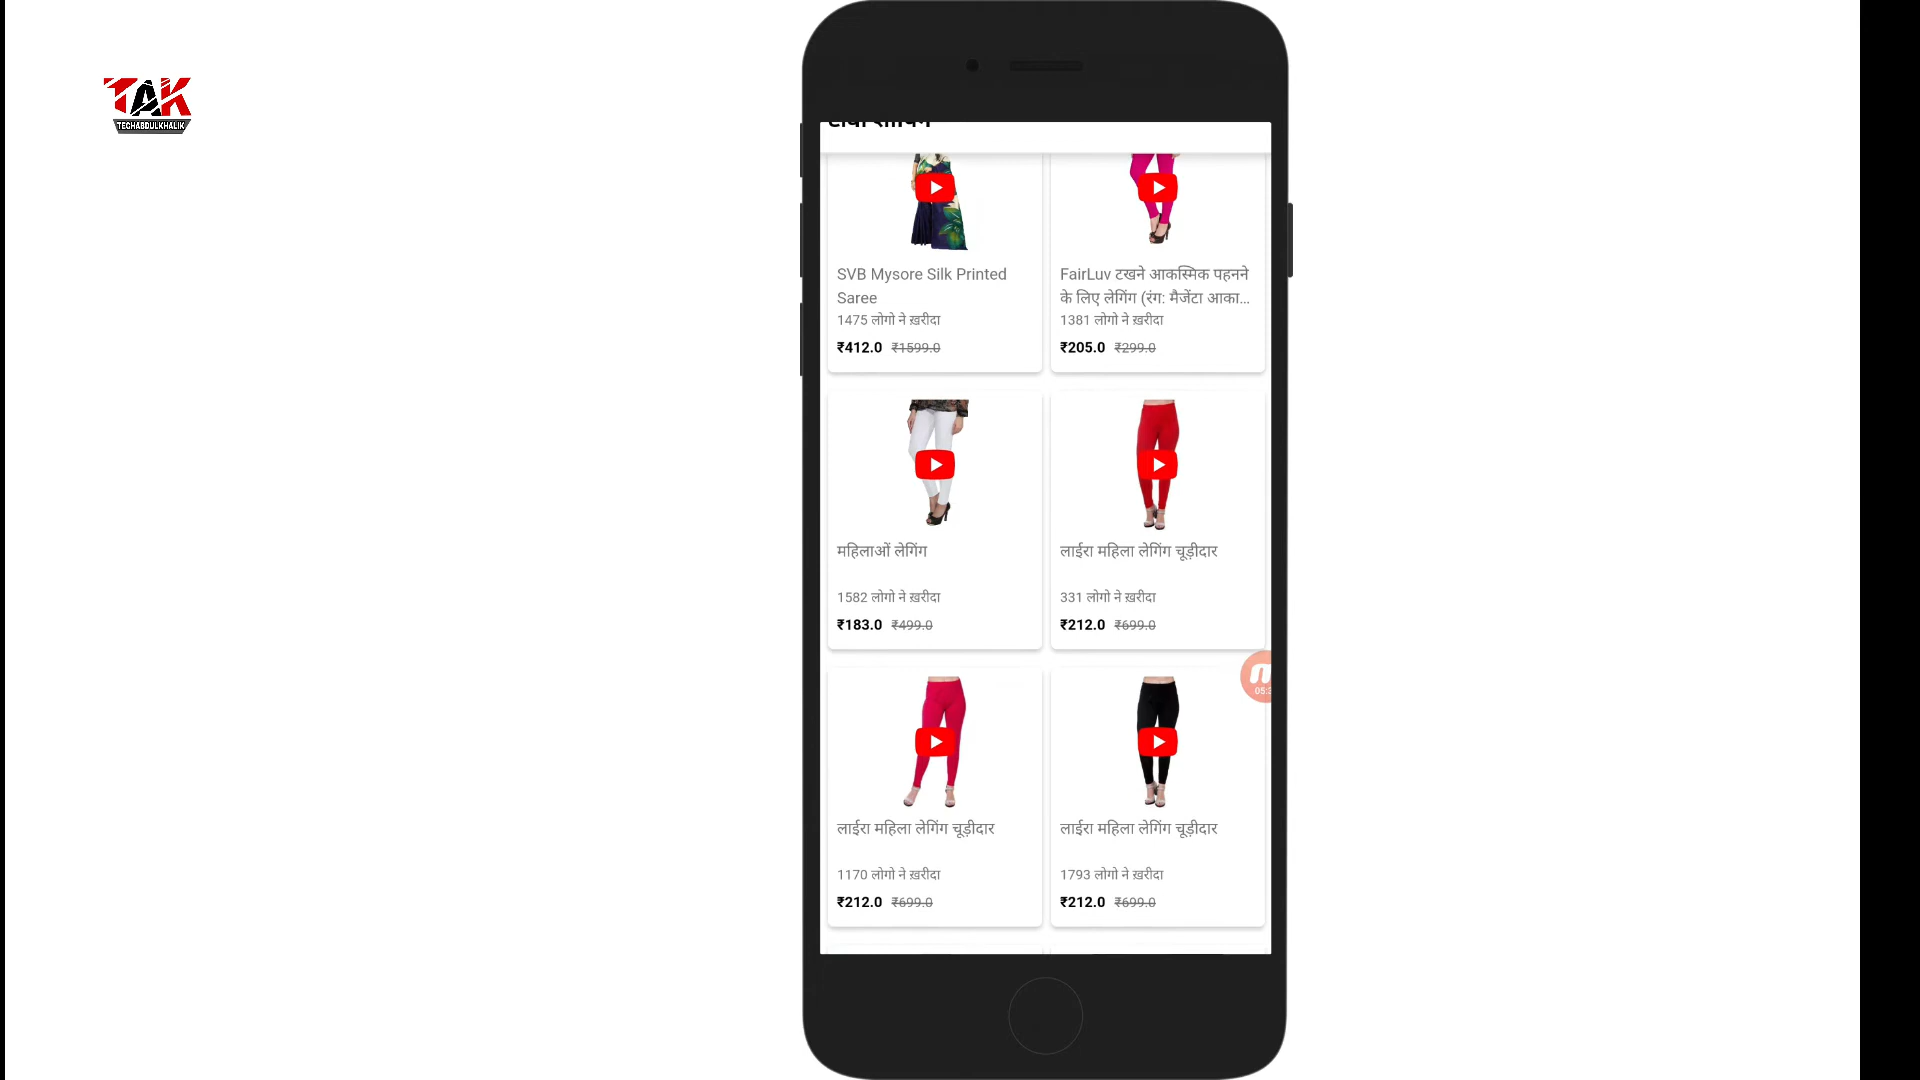 TAK
TECHABDULKHALIK
SVB Mysore Silk Printed
Saree
1475 लोगो ने ख़रीदा
₹412.0 ₹1599.0
FairLuv टखने आकस्मिक पहनने
के लिए लेगिंग (रंग: मैजेंटा आका...
1381 लोगो ने ख़रीदा
₹205.0 ₹299.0
महिलाओं लेगिंग
1582 लोगो ने ख़रीदा
₹183.0 ₹499.0
लाईरा महिला लेगिंग चूड़ीदार
331 लोगो ने ख़रीदा
₹212.0 ₹699.0
लाईरा महिला लेगिंग चूड़ीदार
1170 लोगो ने ख़रीदा
₹212.0 ₹699.0
लाईरा महिला लेगिंग चूड़ीदार
1793 लोगो ने ख़रीदा
₹212.0 ₹699.0